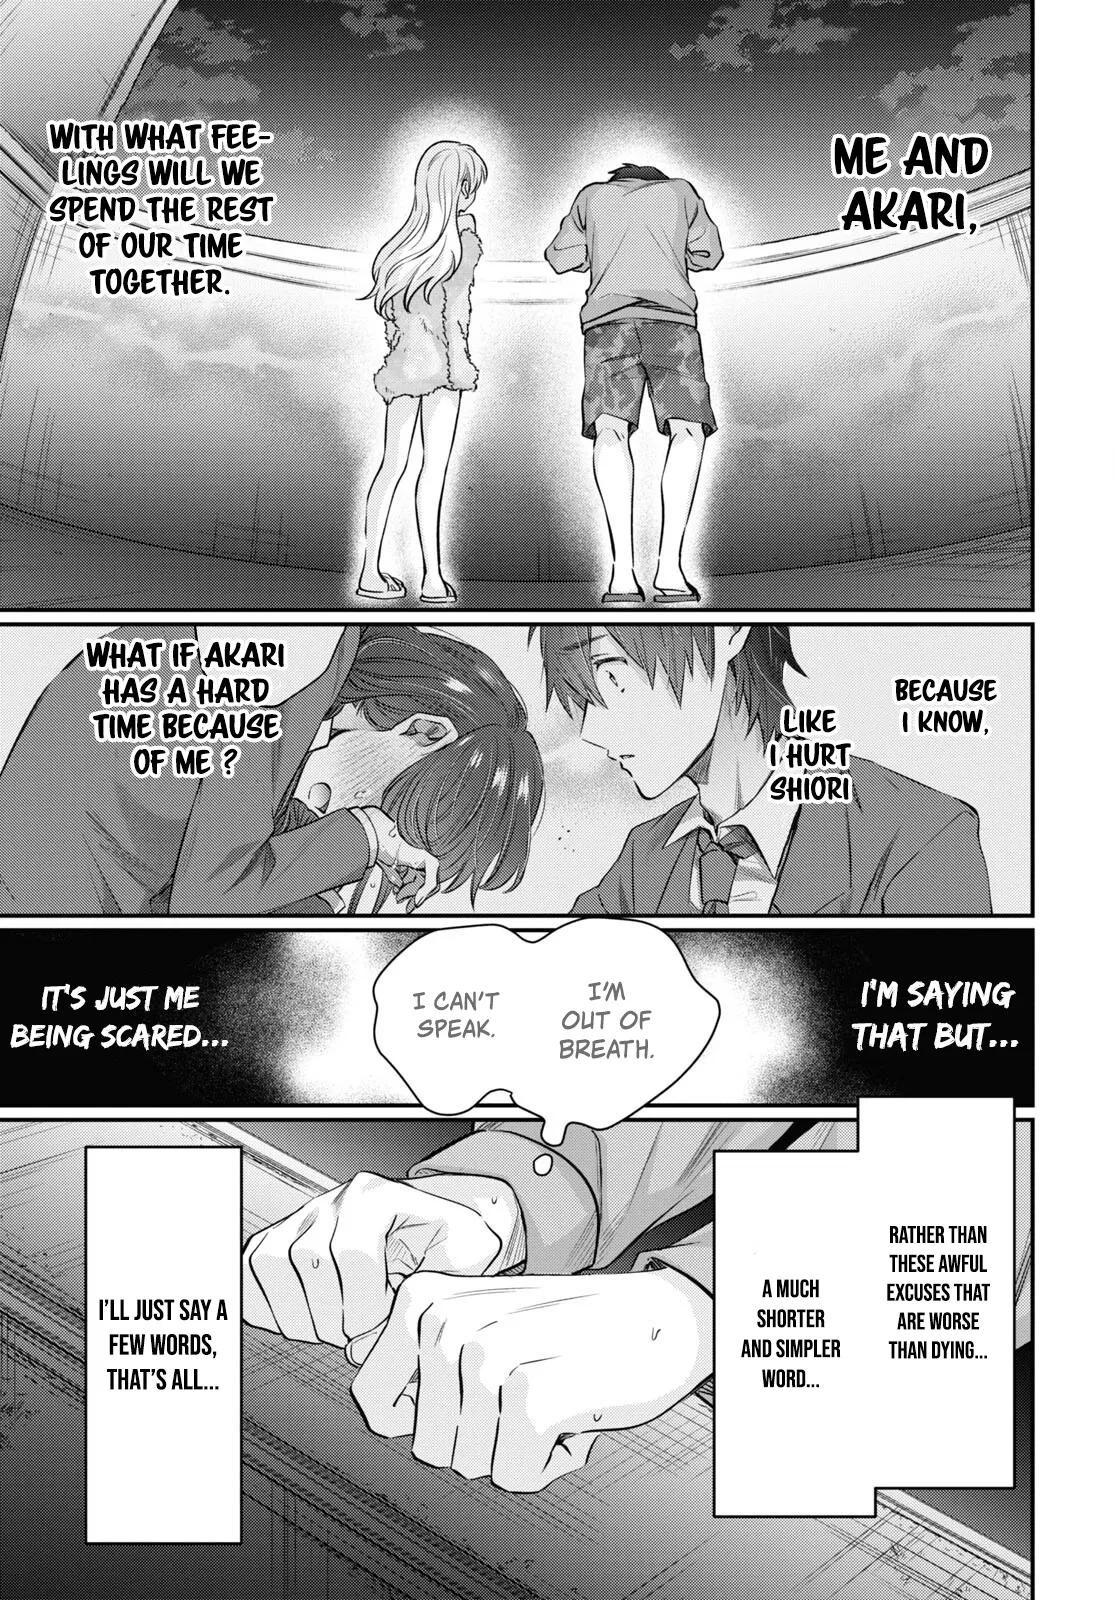 ME AND
AKARI,
WITH WHAT FEE-
LINGS WILL WE
SPEND THE REST
OF OUR TIME
TOGETHER.
BECAUSE
I KNOW,
LIKE
I HURT
SHIORI
WHAT IF AKARI
HAS A HARD
TIME BECAUSE
OF ME ?
I'M SAYING
THAT BUT...
I'M
OUT OF
BREATH.
I CAN'T
SPEAK.
IT'S JUST ME
BEING SCARED...
RATHER THAN
THESE AWFUL
EXCUSES THAT
ARE WORSE
THAN DYING...
A MUCH
SHORTER
AND SIMPLER
WORD...
I'LL JUST SAY A
FEW WORDS,
THAT'S ALL...